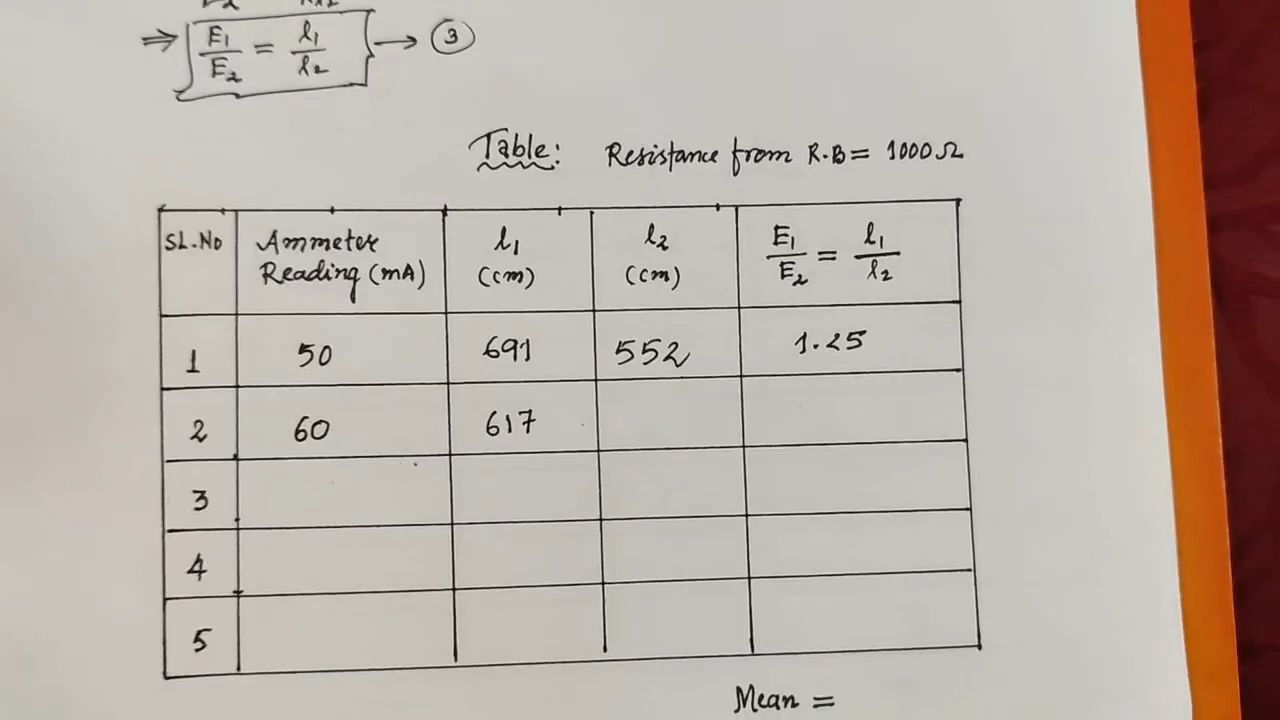 ⇒ E₁/E₂ = l₁/l₂ → ③
Table: Resistance from R.B = 1000Ω
SL.NO Ammeter Reading (mA) l₁ (cm) l₂ (cm) E₁/E₂ = l₁/l₂
1 50 691 552 1.25
2 60 617
3
4
5
Mean =